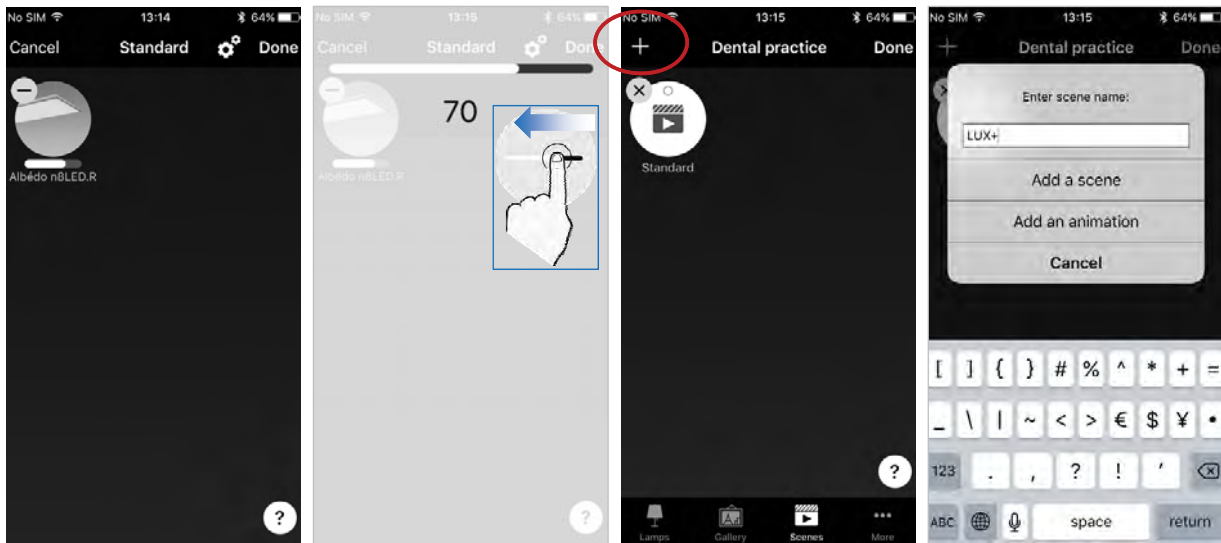 No SIM 13:14 64%
Cancel Standard Done
Albédo n8LED.R
?
No SIM 13:15 64%
Cancel Standard Done
70
Albédo n8LED.R
?
No SIM 13:15 64%
+ Dental practice Done
Standard
?
Lamps Gallery Scenes More
No SIM 13:15 64%
+ Dental practice Done
Enter scene name:
LUX+
Add a scene
Add an animation
Cancel
[ ] { } # % ^ * + =
_ \ | ~ < > € $ ¥ •
123 . , ? ! '
ABC space return